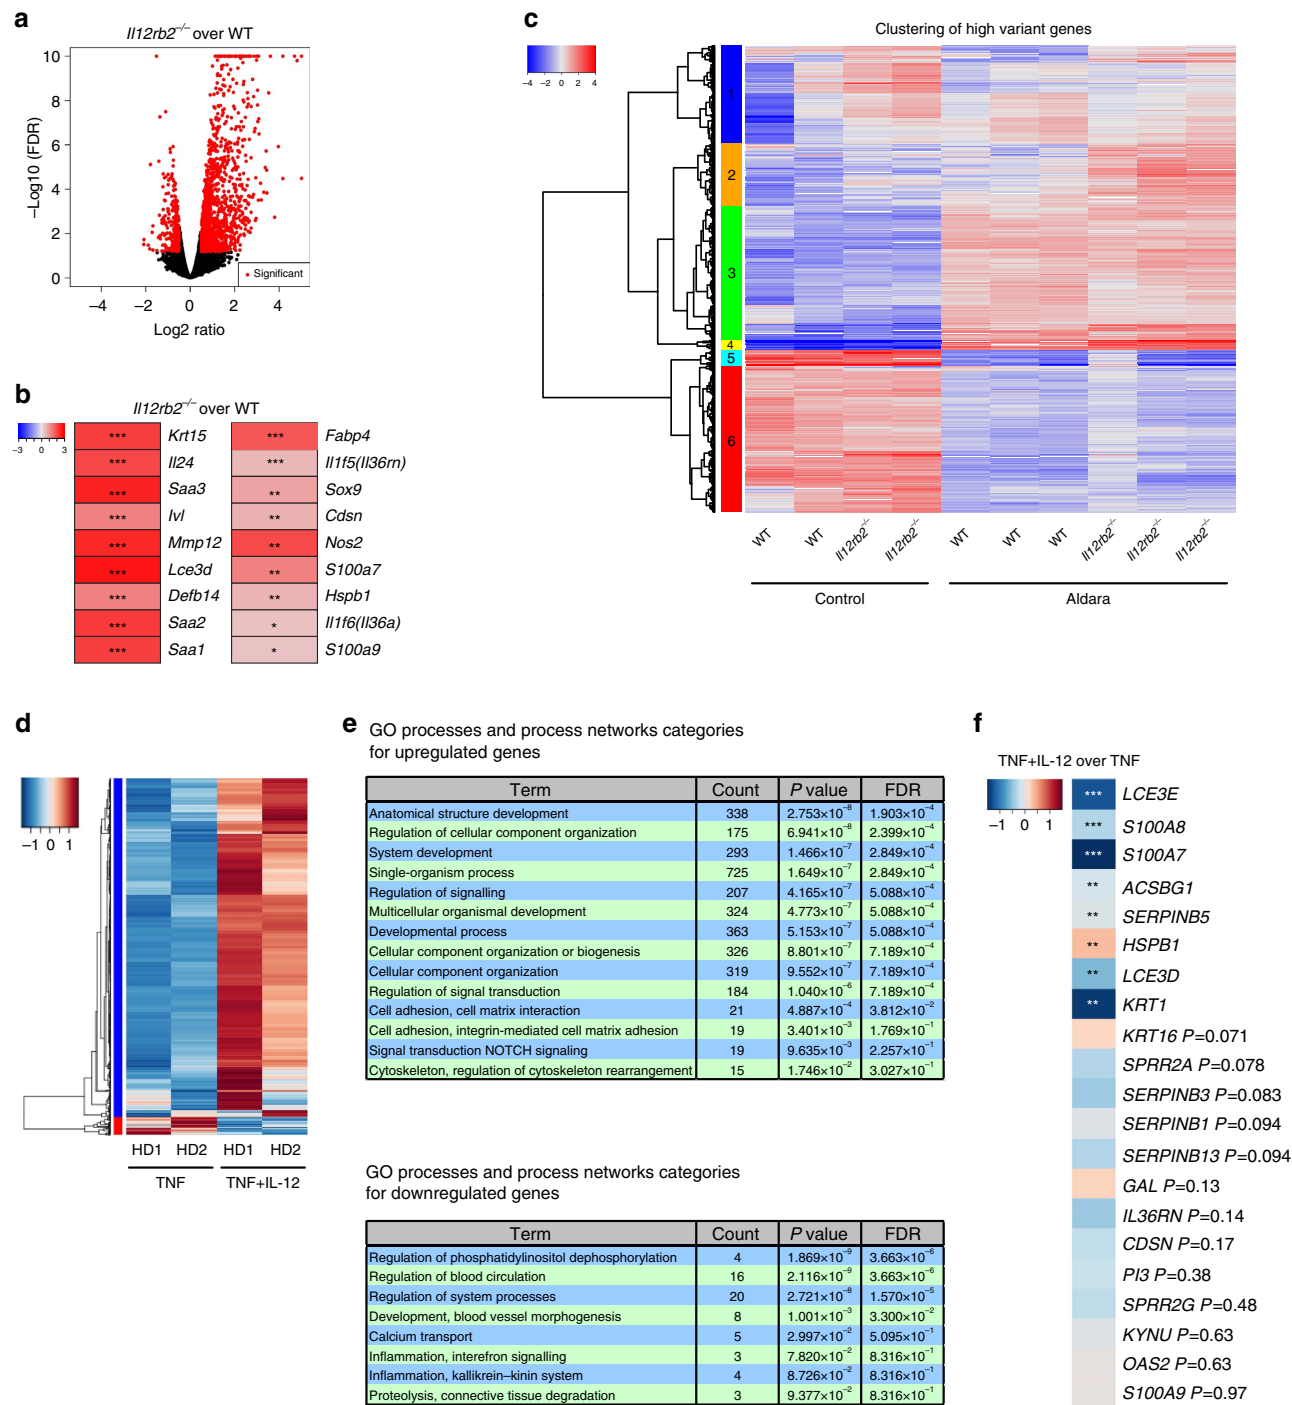 a
Il12rb2−/− over WT
−Log10 (FDR)
10
8
6
4
2
0
Significant
−4 −2 0 2 4
Log2 ratio
b
Il12rb2−/− over WT
−3 0 3
*** Krt15 *** Fabp4
*** Il24 *** Il1f5(Il36rn)
*** Saa3 ** Sox9
*** Ivl ** Cdsn
*** Mmp12 ** Nos2
*** Lce3d ** S100a7
*** Defb14 ** Hspb1
*** Saa2 * Il1f6(Il36a)
*** Saa1 * S100a9
c
Clustering of high variant genes
−4 −2 0 2 4
1
2
3
4
5
6
WT WT Il12rb2−/− Il12rb2−/− WT WT WT Il12rb2−/− Il12rb2−/− Il12rb2−/−
Control Aldara
d
−1 0 1
HD1 HD2 HD1 HD2
TNF TNF+IL-12
e
GO processes and process networks categories
for upregulated genes
Term Count P value FDR
Anatomical structure development 338 2.753×10−8 1.903×10−4
Regulation of cellular component organization 175 6.941×10−8 2.399×10−4
System development 293 1.466×10−7 2.849×10−4
Single-organism process 725 1.649×10−7 2.849×10−4
Regulation of signalling 207 4.165×10−7 5.088×10−4
Multicellular organismal development 324 4.773×10−7 5.088×10−4
Developmental process 363 5.153×10−7 5.088×10−4
Cellular component organization or biogenesis 326 8.801×10−7 7.189×10−4
Cellular component organization 319 9.552×10−7 7.189×10−4
Regulation of signal transduction 184 1.040×10−6 7.189×10−4
Cell adhesion, cell matrix interaction 21 4.887×10−4 3.812×10−2
Cell adhesion, integrin-mediated cell matrix adhesion 19 3.401×10−3 1.769×10−1
Signal transduction NOTCH signaling 19 9.635×10−3 2.257×10−1
Cytoskeleton, regulation of cytoskeleton rearrangement 15 1.746×10−2 3.027×10−1
GO processes and process networks categories
for downregulated genes
Term Count P value FDR
Regulation of phosphatidylinositol dephosphorylation 4 1.869×10−9 3.663×10−6
Regulation of blood circulation 16 2.116×10−9 3.663×10−6
Regulation of system processes 20 2.721×10−8 1.570×10−5
Development, blood vessel morphogenesis 8 1.001×10−3 3.300×10−2
Calcium transport 5 2.997×10−2 5.095×10−1
Inflammation, interefron signalling 3 7.820×10−2 8.316×10−1
Inflammation, kallikrein–kinin system 4 8.726×10−2 8.316×10−1
Proteolysis, connective tissue degradation 3 9.377×10−2 8.316×10−1
f
TNF+IL-12 over TNF
−1 0 1
*** LCE3E
*** S100A8
*** S100A7
** ACSBG1
** SERPINB5
** HSPB1
** LCE3D
** KRT1
KRT16 P=0.071
SPRR2A P=0.078
SERPINB3 P=0.083
SERPINB1 P=0.094
SERPINB13 P=0.094
GAL P=0.13
IL36RN P=0.14
CDSN P=0.17
PI3 P=0.38
SPRR2G P=0.48
KYNU P=0.63
OAS2 P=0.63
S100A9 P=0.97